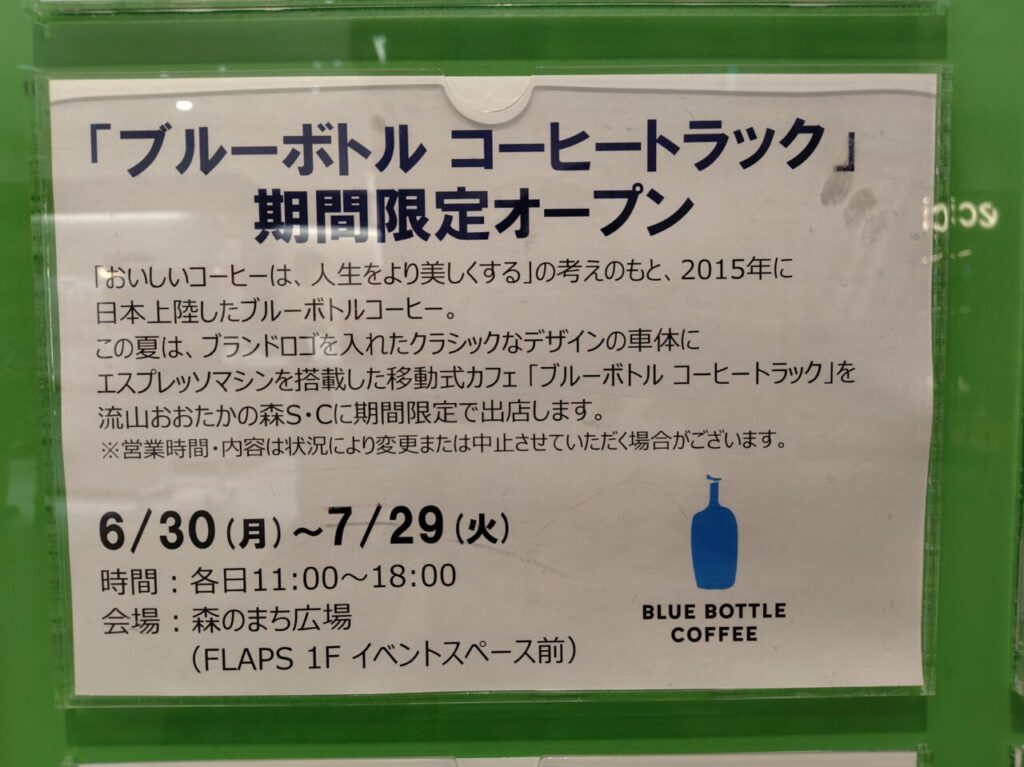 「ブルーボトル コーヒートラック」
期間限定オープン
「おいしいコーヒーは、人生をより美しくする」の考えのもと、2015年に
日本上陸したブルーボトルコーヒー。
この夏は、ブランドロゴを入れたクラシックなデザインの車体に
エスプレッソマシンを搭載した移動式カフェ「ブルーボトル コーヒートラック」を
流山おおたかの森S・Cに期間限定で出店します。
※営業時間・内容は状況により変更または中止させていただく場合がございます。
6/30(月)~7/29(火)
時間：各日11:00～18:00
会場：森のまち広場
（FLAPS 1F イベントスペース前）
BLUE BOTTLE
COFFEE